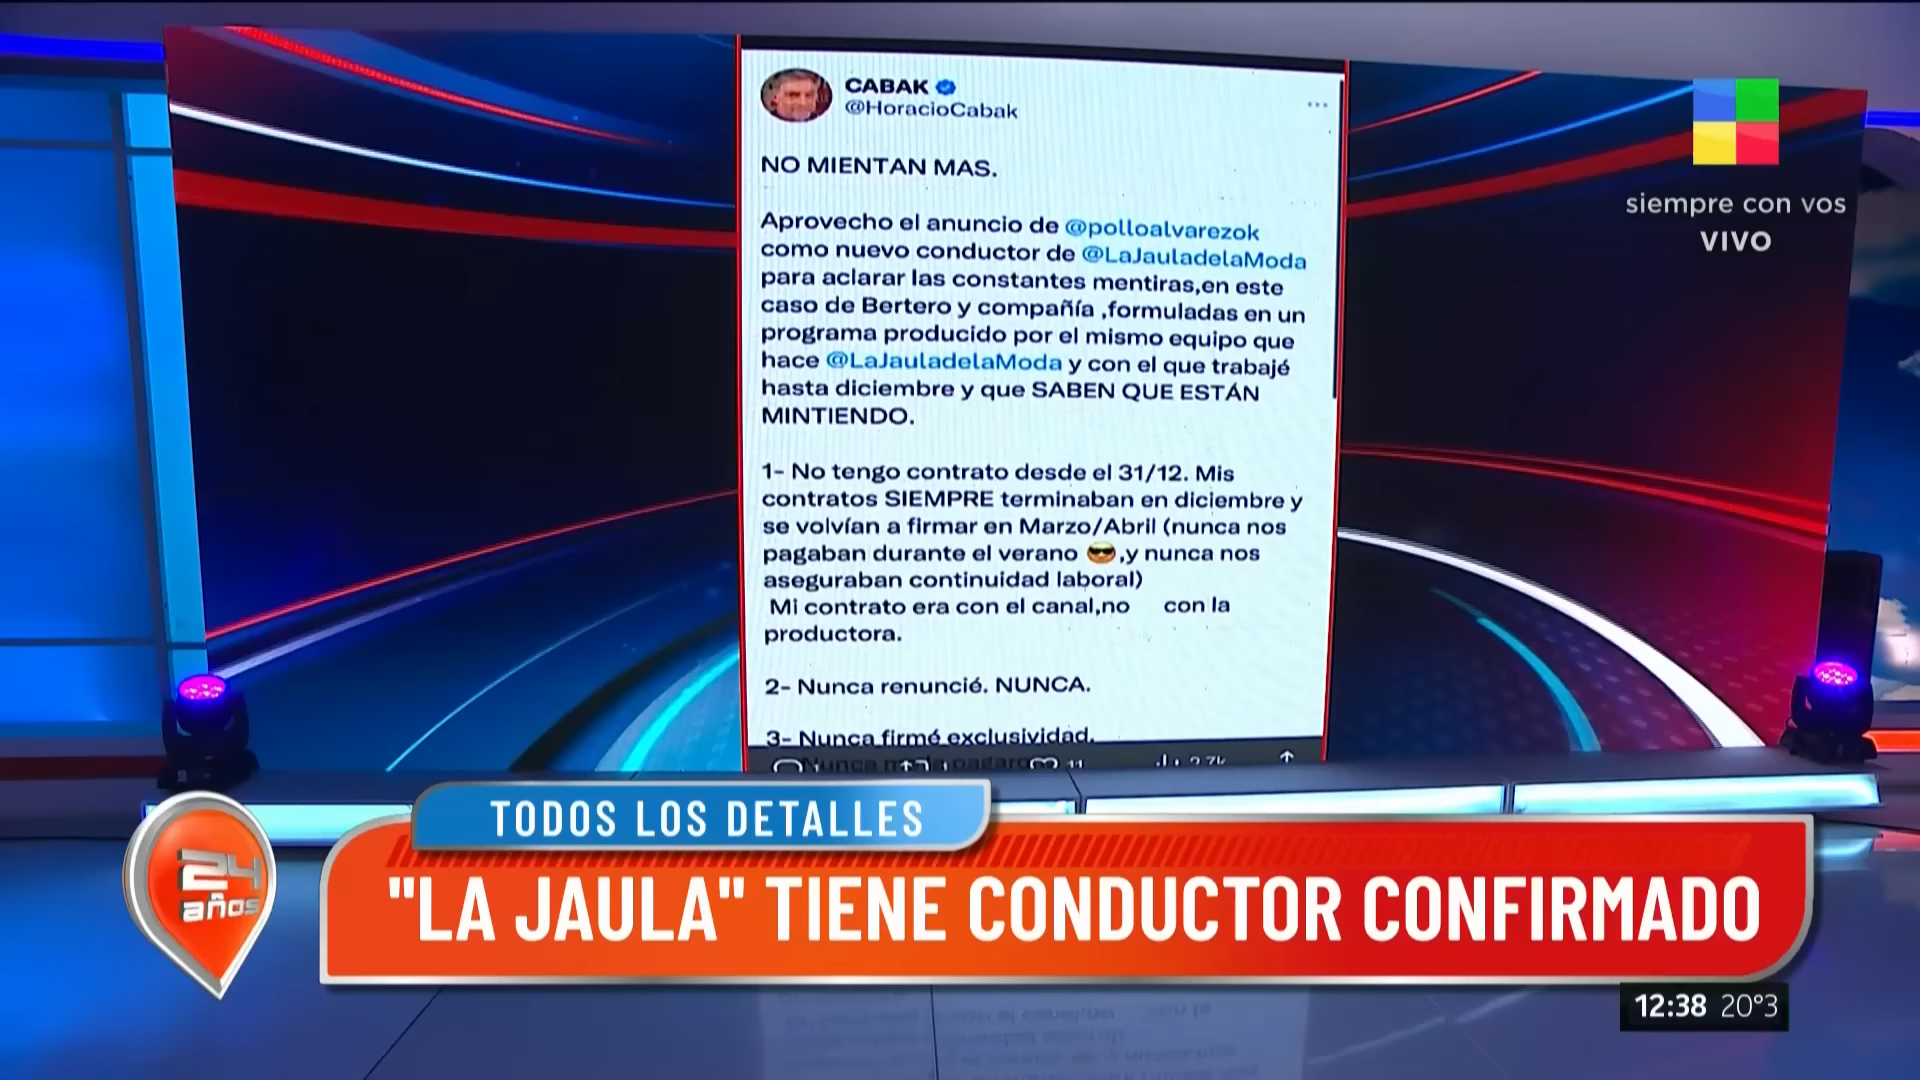 CABAK
@HoracioCabak
NO MIENTAN MAS.
Aprovecho el anuncio de @polloalvarezok
como nuevo conductor de @LaJauladelaModa
para aclarar las constantes mentiras,en este
caso de Bertero y compañía ,formuladas en un
programa producido por el mismo equipo que
hace @LaJauladelaModa y con el que trabajé
hasta diciembre y que SABEN QUE ESTÁN
MINTIENDO.
1- No tengo contrato desde el 31/12. Mis
contratos SIEMPRE terminaban en diciembre y
se volvían a firmar en Marzo/Abril (nunca nos
pagaban durante el verano 😎,y nunca nos
aseguraban continuidad laboral)
Mi contrato era con el canal,no con la
productora.
2- Nunca renuncié. NUNCA.
3- Nunca firmé exclusividad.
11 2.7k
siempre con vos
VIVO
TODOS LOS DETALLES
24
años
"LA JAULA" TIENE CONDUCTOR CONFIRMADO
12:38 20°3